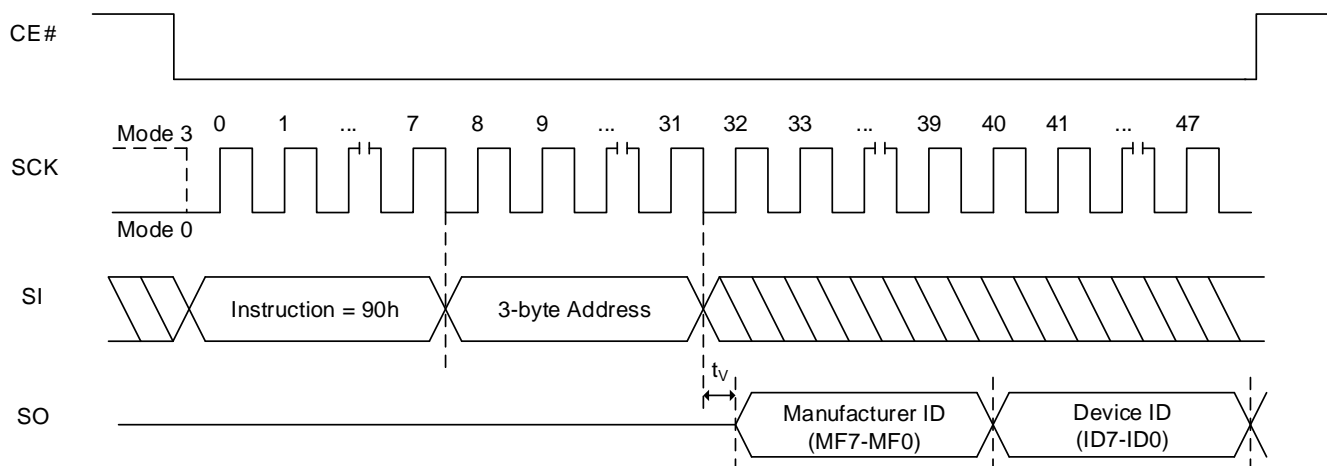 CE#
0 1 ... 7 8 9 ... 31 32 33 ... 39 40 41 ... 47
Mode 3
SCK
Mode 0
SI
Instruction = 90h
3-byte Address
tV
SO
Manufacturer ID
(MF7-MF0)
Device ID
(ID7-ID0)